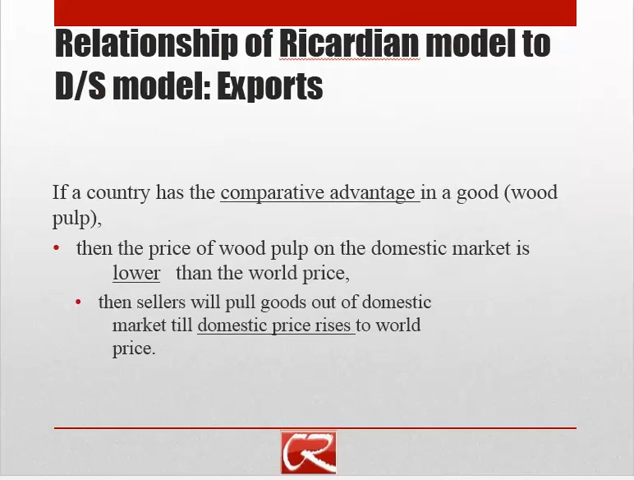 Relationship of Ricardian model to
D/S model: Exports
If a country has the comparative advantage in a good (wood
pulp),
• then the price of wood pulp on the domestic market is
lower than the world price,
• then sellers will pull goods out of domestic
market till domestic price rises to world
price.
CR